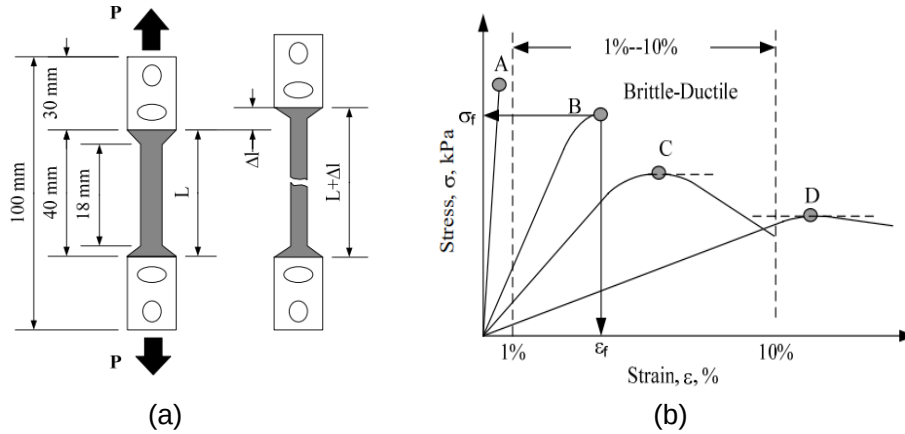 P
30 mm
100 mm
40 mm
18 mm
L
Δl
L+Δl
P
(a)
Stress, σ, kPa
1%--10%
A
Brittle-Ductile
B
σf
C
D
1%
εf
10%
Strain, ε, %
(b)